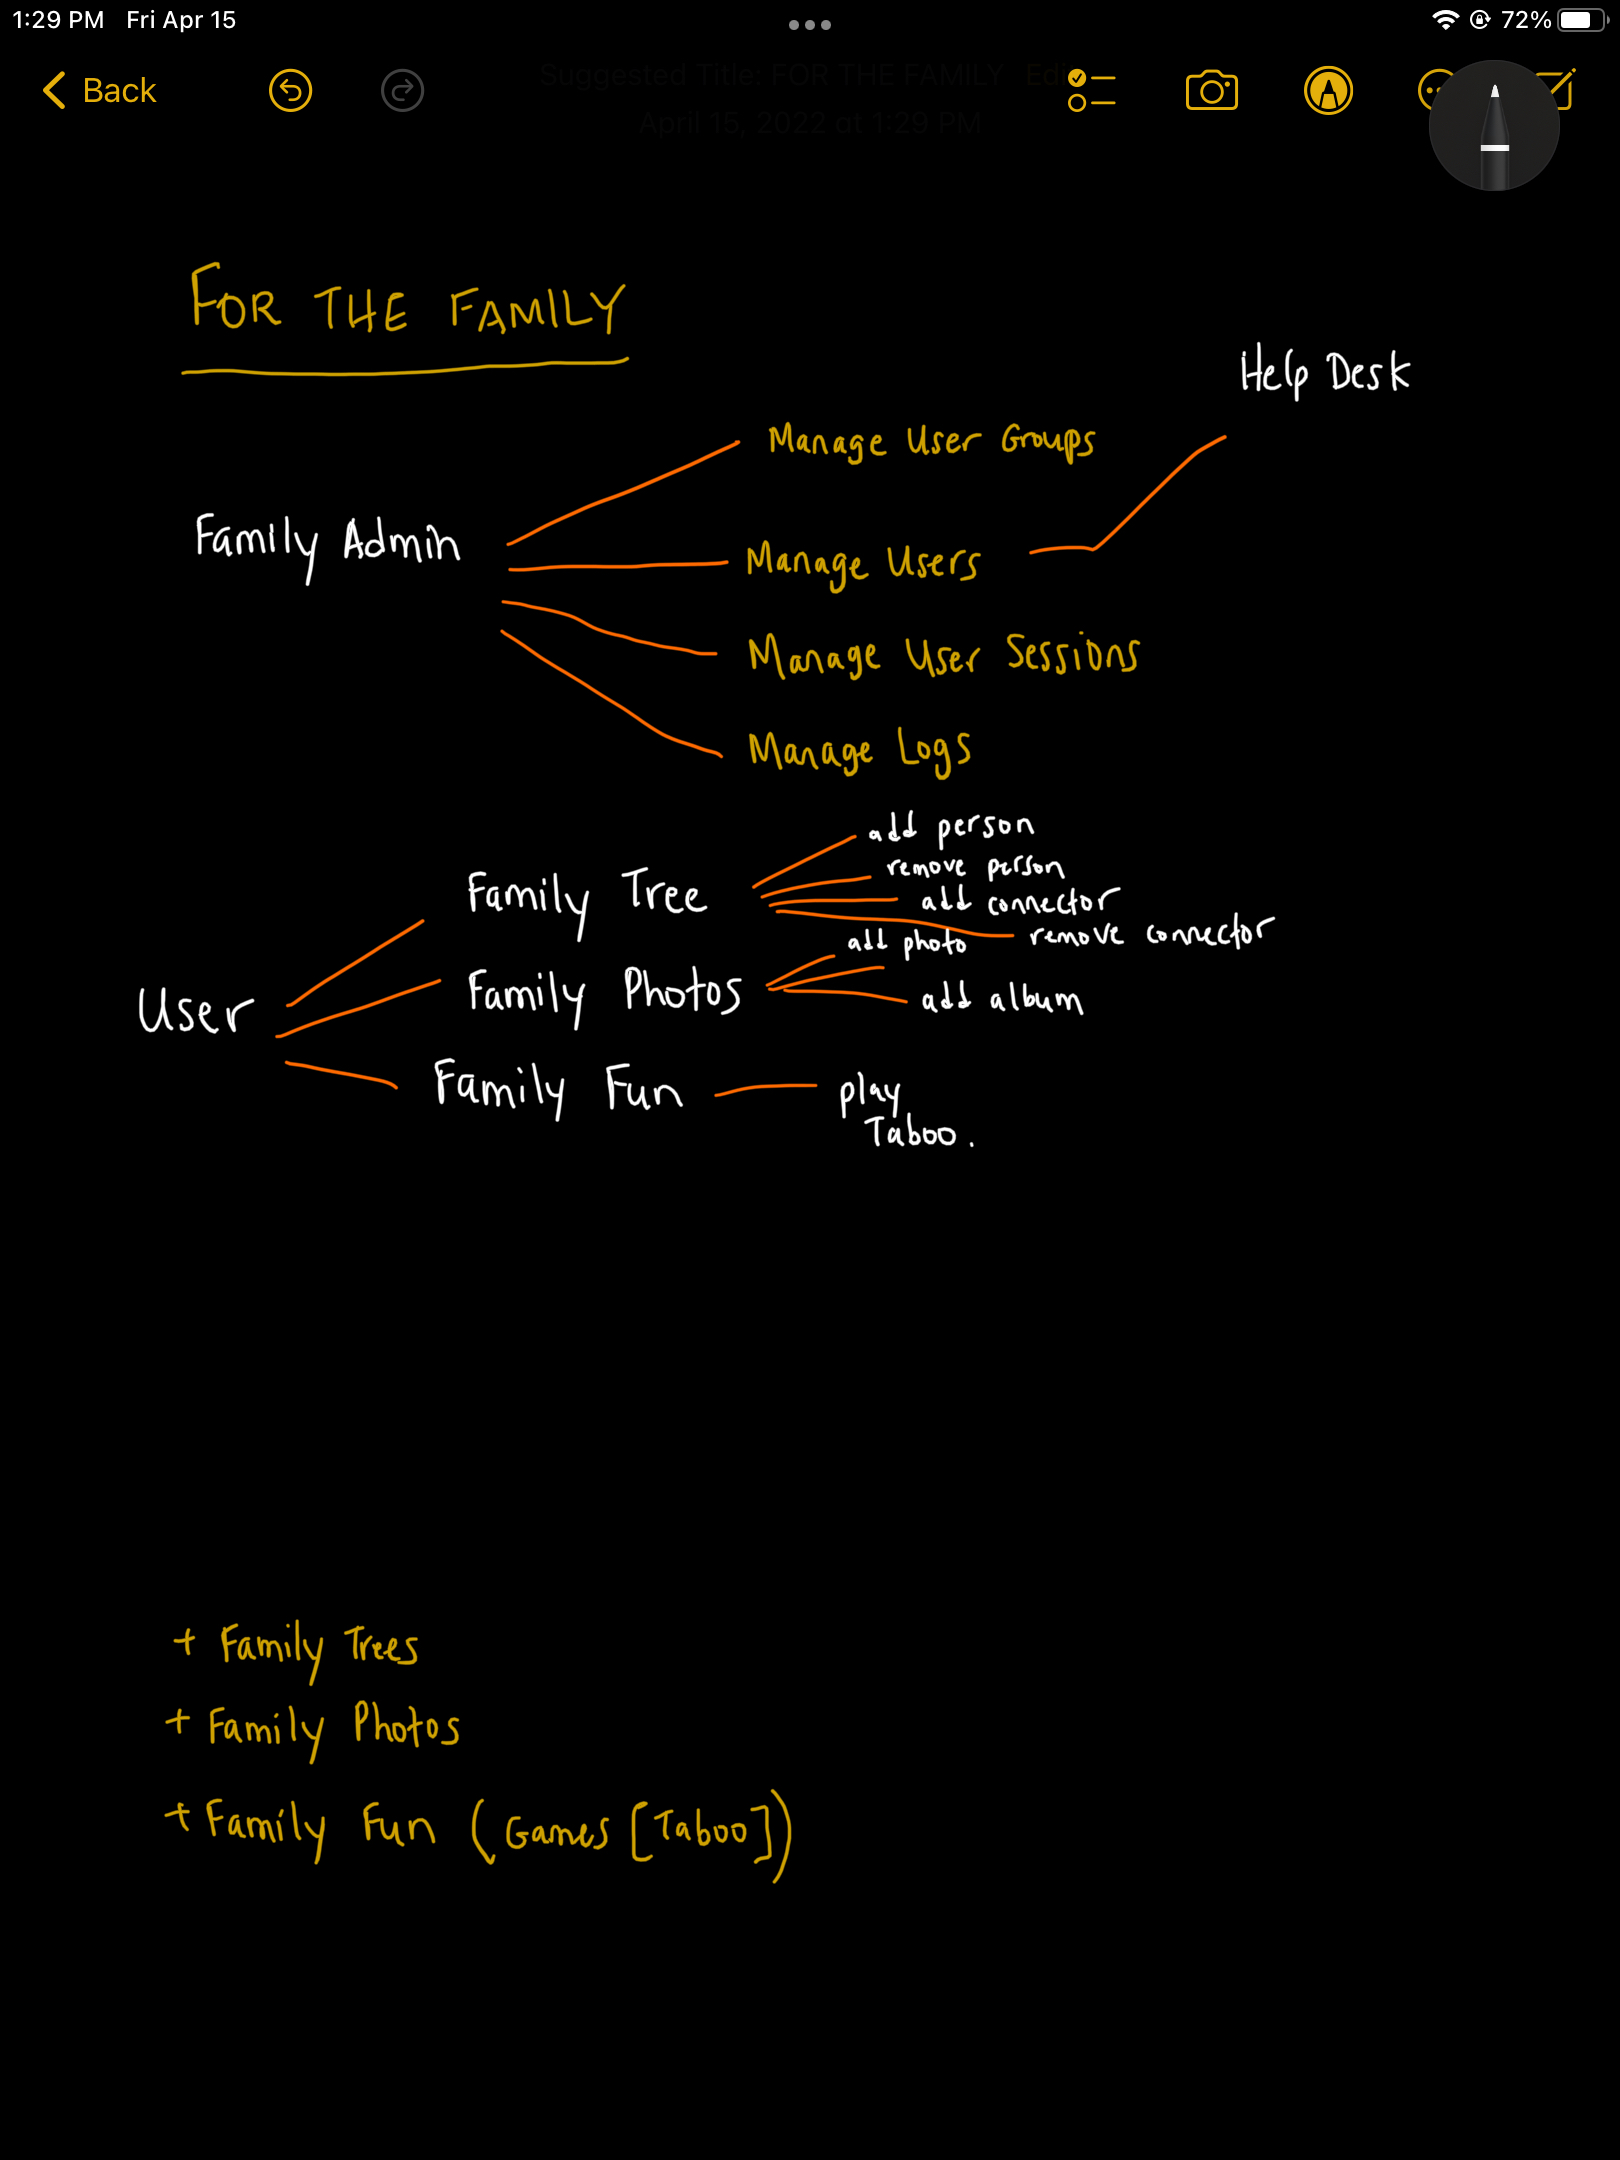 1:29 PM Fri Apr 15
72%
Back
Suggested Title: FOR THE FAMILY Edi
April 15, 2022 at 1:29 PM
FOR THE FAMILY
Help Desk
Manage User Groups
Family Admin
Manage Users
Manage User Sessions
Manage Logs
add person
remove person
Family Tree
add connector
remove connector
add photo
Family Photos
add album
User
Family Fun
play
Taboo.
+ Family Trees
+ Family Photos
+ Family Fun (Games [Taboo])